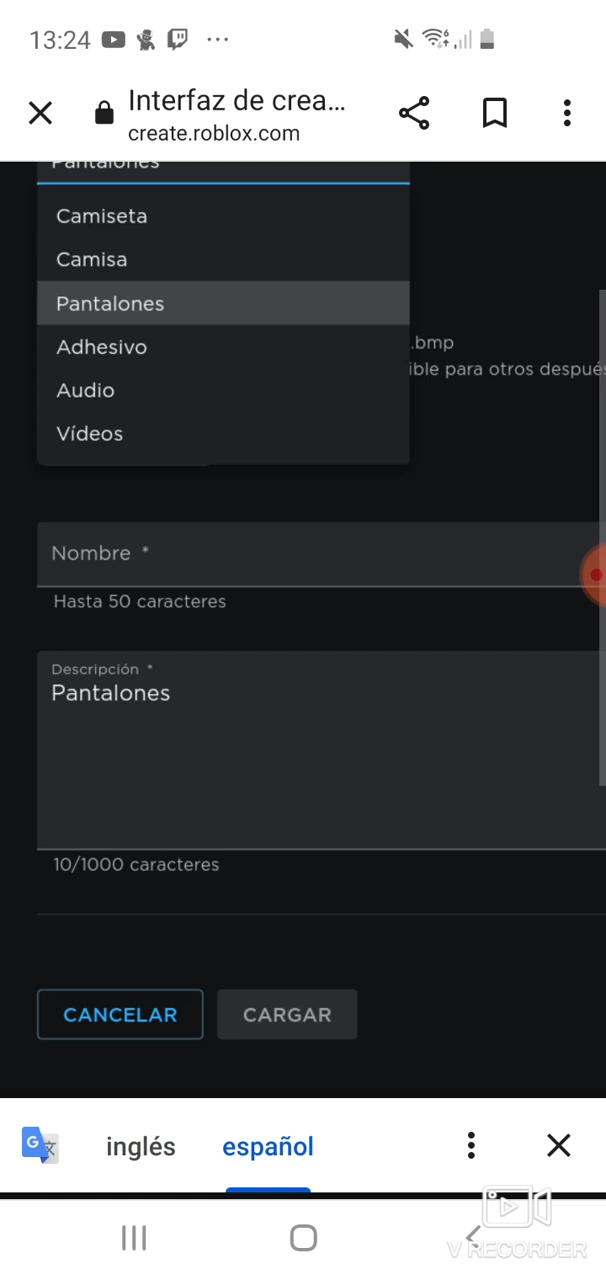 13:24
Interfaz de crea...
create.roblox.com
Pantalones
Camiseta
Camisa
Pantalones
Adhesivo
Audio
Vídeos
.bmp
ible para otros despué
Nombre *
Hasta 50 caracteres
Descripción *
Pantalones
10/1000 caracteres
CANCELAR
CARGAR
inglés
español
V RECORDER